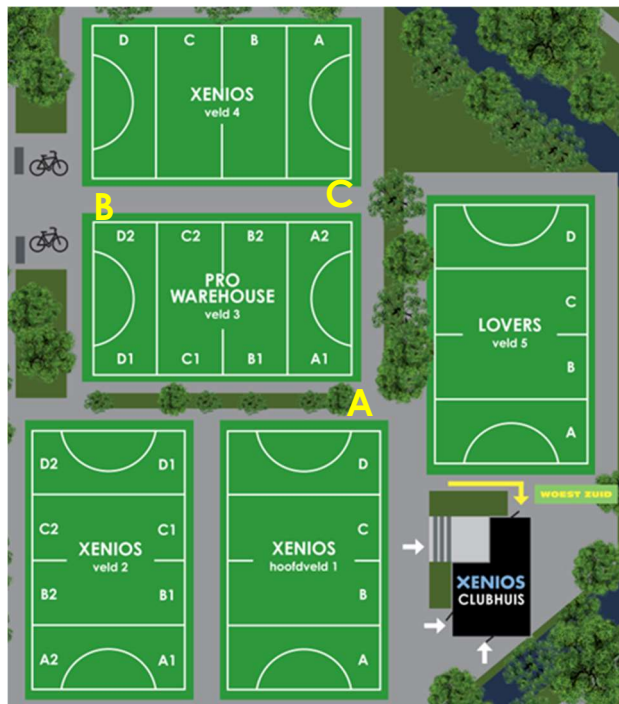 D C B A
XENIOS
veld 4
B
C
D2 C2 B2 A2
PRO
WAREHOUSE
veld 3
D1 C1 B1 A1
D
C
LOVERS
veld 5
B
A
A
D2 D1
C2 C1
XENIOS
veld 2
B2 B1
A2 A1
D
C
XENIOS
hoofdveld 1
B
A
WOEST ZUID
XENIOS
CLUBHUIS